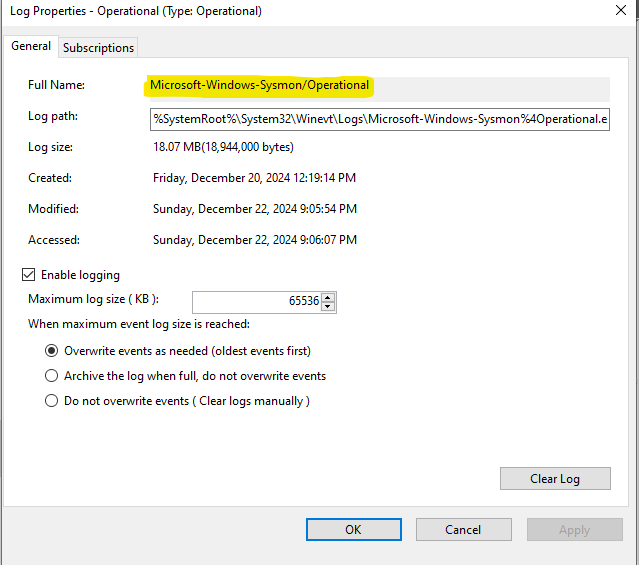 Log Properties - Operational (Type: Operational)
General Subscriptions
Full Name: Microsoft-Windows-Sysmon/Operational
Log path: %SystemRoot%\System32\Winevt\Logs\Microsoft-Windows-Sysmon%4Operational.e
Log size: 18.07 MB(18,944,000 bytes)
Created: Friday, December 20, 2024 12:19:14 PM
Modified: Sunday, December 22, 2024 9:05:54 PM
Accessed: Sunday, December 22, 2024 9:06:07 PM
Enable logging
Maximum log size ( KB ): 65536
When maximum event log size is reached:
Overwrite events as needed (oldest events first)
Archive the log when full, do not overwrite events
Do not overwrite events ( Clear logs manually )
Clear Log
OK Cancel Apply